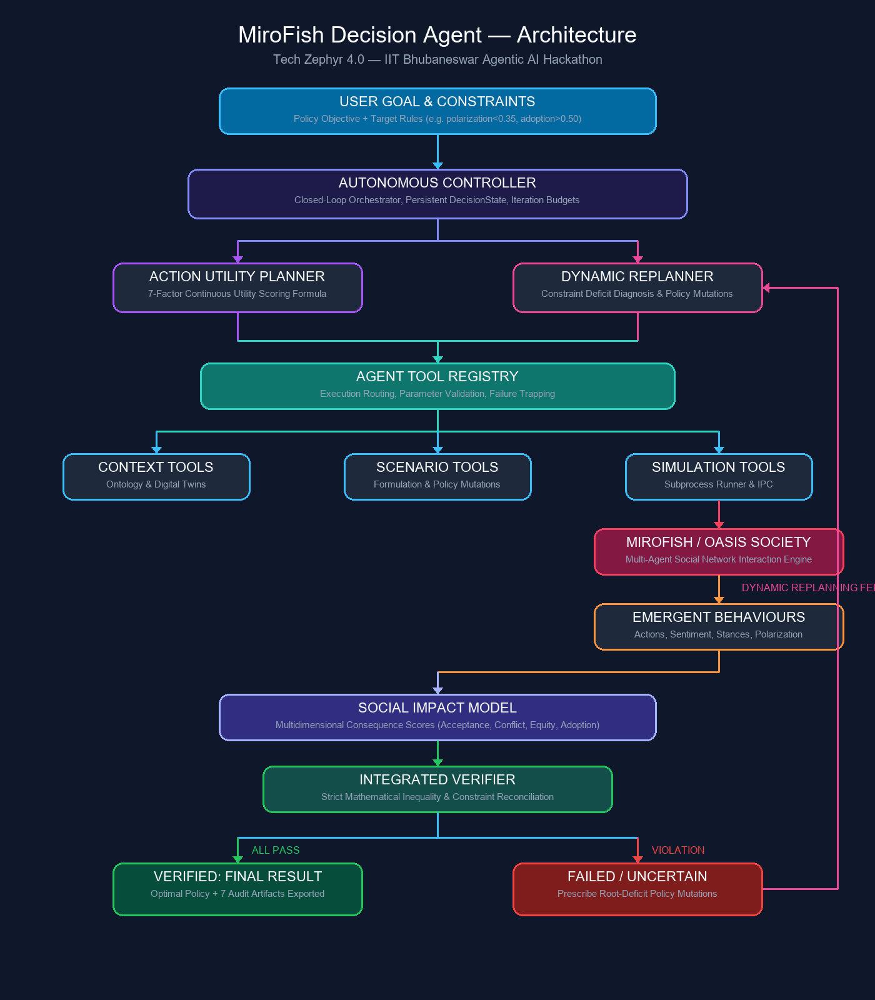 MiroFish Decision Agent — Architecture
Tech Zephyr 4.0 — IIT Bhubaneswar Agentic AI Hackathon
USER GOAL & CONSTRAINTS
Policy Objective + Target Rules (e.g. polarization<0.35, adoption>0.50)
AUTONOMOUS CONTROLLER
Closed-Loop Orchestrator, Persistent DecisionState, Iteration Budgets
ACTION UTILITY PLANNER
7-Factor Continuous Utility Scoring Formula
DYNAMIC REPLANNER
Constraint Deficit Diagnosis & Policy Mutations
AGENT TOOL REGISTRY
Execution Routing, Parameter Validation, Failure Trapping
CONTEXT TOOLS
Ontology & Digital Twins
SCENARIO TOOLS
Formulation & Policy Mutations
SIMULATION TOOLS
Subprocess Runner & IPC
MIROFISH / OASIS SOCIETY
Multi-Agent Social Network Interaction Engine
DYNAMIC REPLANNING
EMERGENT BEHAVIOURS
Actions, Sentiment, Stances, Polarization
SOCIAL IMPACT MODEL
Multidimensional Consequence Scores (Acceptance, Conflict, Equity, Adoption)
INTEGRATED VERIFIER
Strict Mathematical Inequality & Constraint Reconciliation
ALL PASS
VIOLATION
VERIFIED: FINAL RESULT
Optimal Policy + 7 Audit Artifacts Exported
FAILED / UNCERTAIN
Prescribe Root-Deficit Policy Mutations